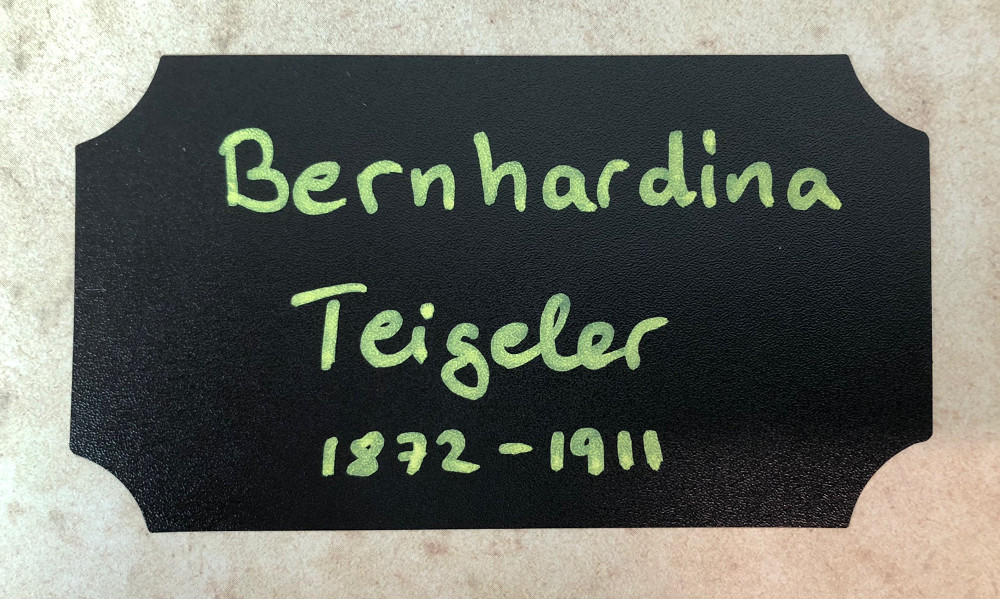 Bernhardina
Teigeler
1872 - 1911